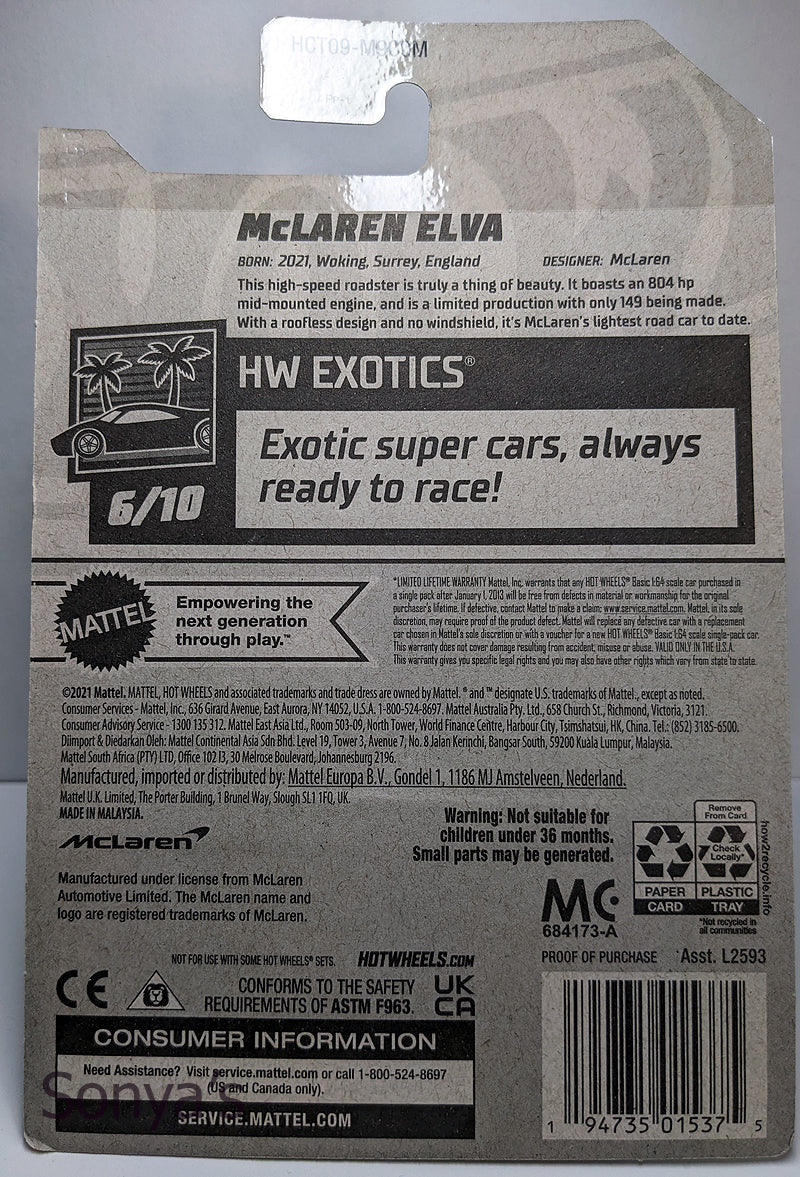 HCT09-M9C0M
McLAREN ELVA
BORN: 2021, Woking, Surrey, England DESIGNER: McLaren
This high-speed roadster is truly a thing of beauty. It boasts an 804 hp
mid-mounted engine, and is a limited production with only 149 being made.
With a roofless design and no windshield, it's McLaren's lightest road car to date.
HW EXOTICS®
Exotic super cars, always
ready to race!
6/10
MATTEL
Empowering the
next generation
through play.™
*LIMITED LIFETIME WARRANTY Mattel, Inc. warrants that any HOT WHEELS® Basic 1:64 scale car purchased in
a single pack after January 1, 2013 will be free from defects in material or workmanship for the original
purchaser's lifetime. If defective, contact Mattel to make a claim: www.service.mattel.com. Mattel, in its sole
discretion, may require proof of the product defect. Mattel will replace any defective car with a replacement
car chosen in Mattel's sole discretion or with a voucher for a new HOT WHEELS® Basic 1:64 scale single-pack car.
This warranty does not cover damage resulting from accident, misuse or abuse. VALID ONLY IN THE U.S.A.
This warranty gives you specific legal rights and you may also have other rights which vary from state to state.
©2021 Mattel. MATTEL, HOT WHEELS and associated trademarks and trade dress are owned by Mattel. ® and ™ designate U.S. trademarks of Mattel., except as noted.
Consumer Services - Mattel, Inc., 636 Girard Avenue, East Aurora, NY 14052, U.S.A. 1-800-524-8697. Mattel Australia Pty. Ltd., 658 Church St., Richmond, Victoria, 3121.
Consumer Advisory Service - 1300 135 312. Mattel East Asia Ltd., Room 503-09, North Tower, World Finance Centre, Harbour City, Tsimshatsui, HK, China. Tel.: (852) 3185-6500.
Diimport & Diedarkan Oleh: Mattel Continental Asia Sdn Bhd. Level 19, Tower 3, Avenue 7, No. 8 Jalan Kerinchi, Bangsar South, 59200 Kuala Lumpur, Malaysia.
Mattel South Africa (PTY) LTD, Office 102 I3, 30 Melrose Boulevard, Johannesburg 2196.
Manufactured, imported or distributed by: Mattel Europa B.V., Gondel 1, 1186 MJ Amstelveen, Nederland.
Mattel U.K. Limited, The Porter Building, 1 Brunel Way, Slough SL1 1FQ, UK.
MADE IN MALAYSIA.
McLaren
Manufactured under license from McLaren
Automotive Limited. The McLaren name and
logo are registered trademarks of McLaren.
Warning: Not suitable for
children under 36 months.
Small parts may be generated.
MC
684173-A
Remove
From Card
Check
Locally*
PAPER PLASTIC
CARD TRAY
*Not recycled in
all communities
how2recycle.info
NOT FOR USE WITH SOME HOT WHEELS® SETS. HOTWHEELS.COM
PROOF OF PURCHASE Asst. L2593
CE
CONFORMS TO THE SAFETY
REQUIREMENTS OF ASTM F963.
UK
CA
CONSUMER INFORMATION
Need Assistance? Visit service.mattel.com or call 1-800-524-8697
(US and Canada only).
SERVICE.MATTEL.COM
Sonya's
1 94735 01537 5